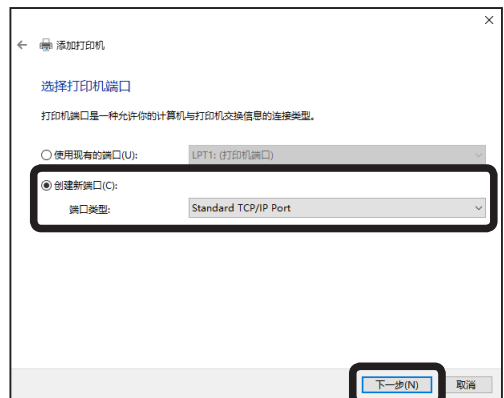 添加打印机
选择打印机端口
打印机端口是一种允许你的计算机与打印机交换信息的连接类型。
使用现有的端口(U): LPT1: (打印机端口)
创建新端口(C):
端口类型: Standard TCP/IP Port
下一步(N) 取消